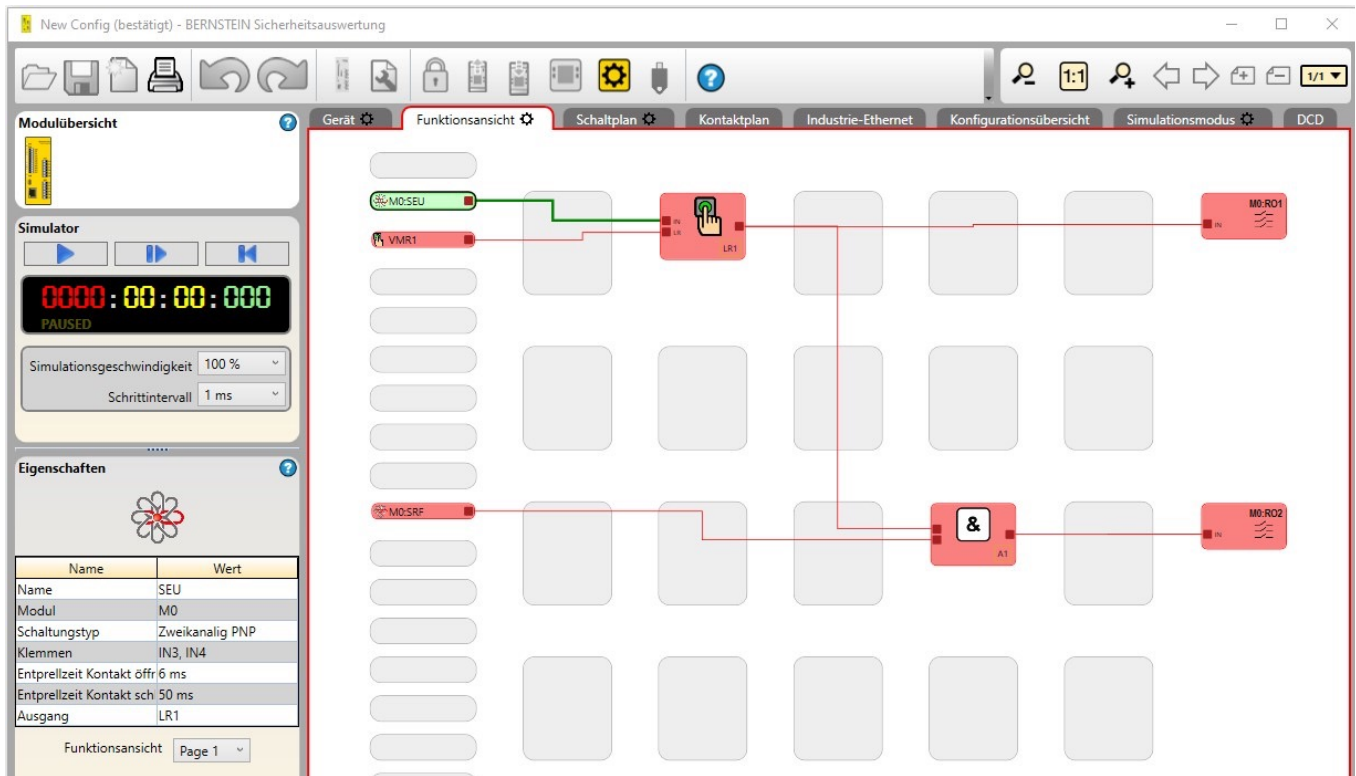 New Config (bestätigt) - BERNSTEIN Sicherheitsauswertung
1:1
1/1
Modulübersicht
Gerät
Funktionsansicht
Schaltplan
Kontaktplan
Industrie-Ethernet
Konfigurationsübersicht
Simulationsmodus
DCD
M0:SEU
VMR1
IN
LR
LR1
M0:RO1
IN
Simulator
0000:00:00:000
PAUSED
Simulationsgeschwindigkeit 100 %
Schrittintervall 1 ms
Eigenschaften
M0:SRF
&
A1
M0:RO2
IN
Name Wert
Name SEU
Modul M0
Schaltungstyp Zweikanalig PNP
Klemmen IN3, IN4
Entprellzeit Kontakt öffr 6 ms
Entprellzeit Kontakt sch 50 ms
Ausgang LR1
Funktionsansicht Page 1